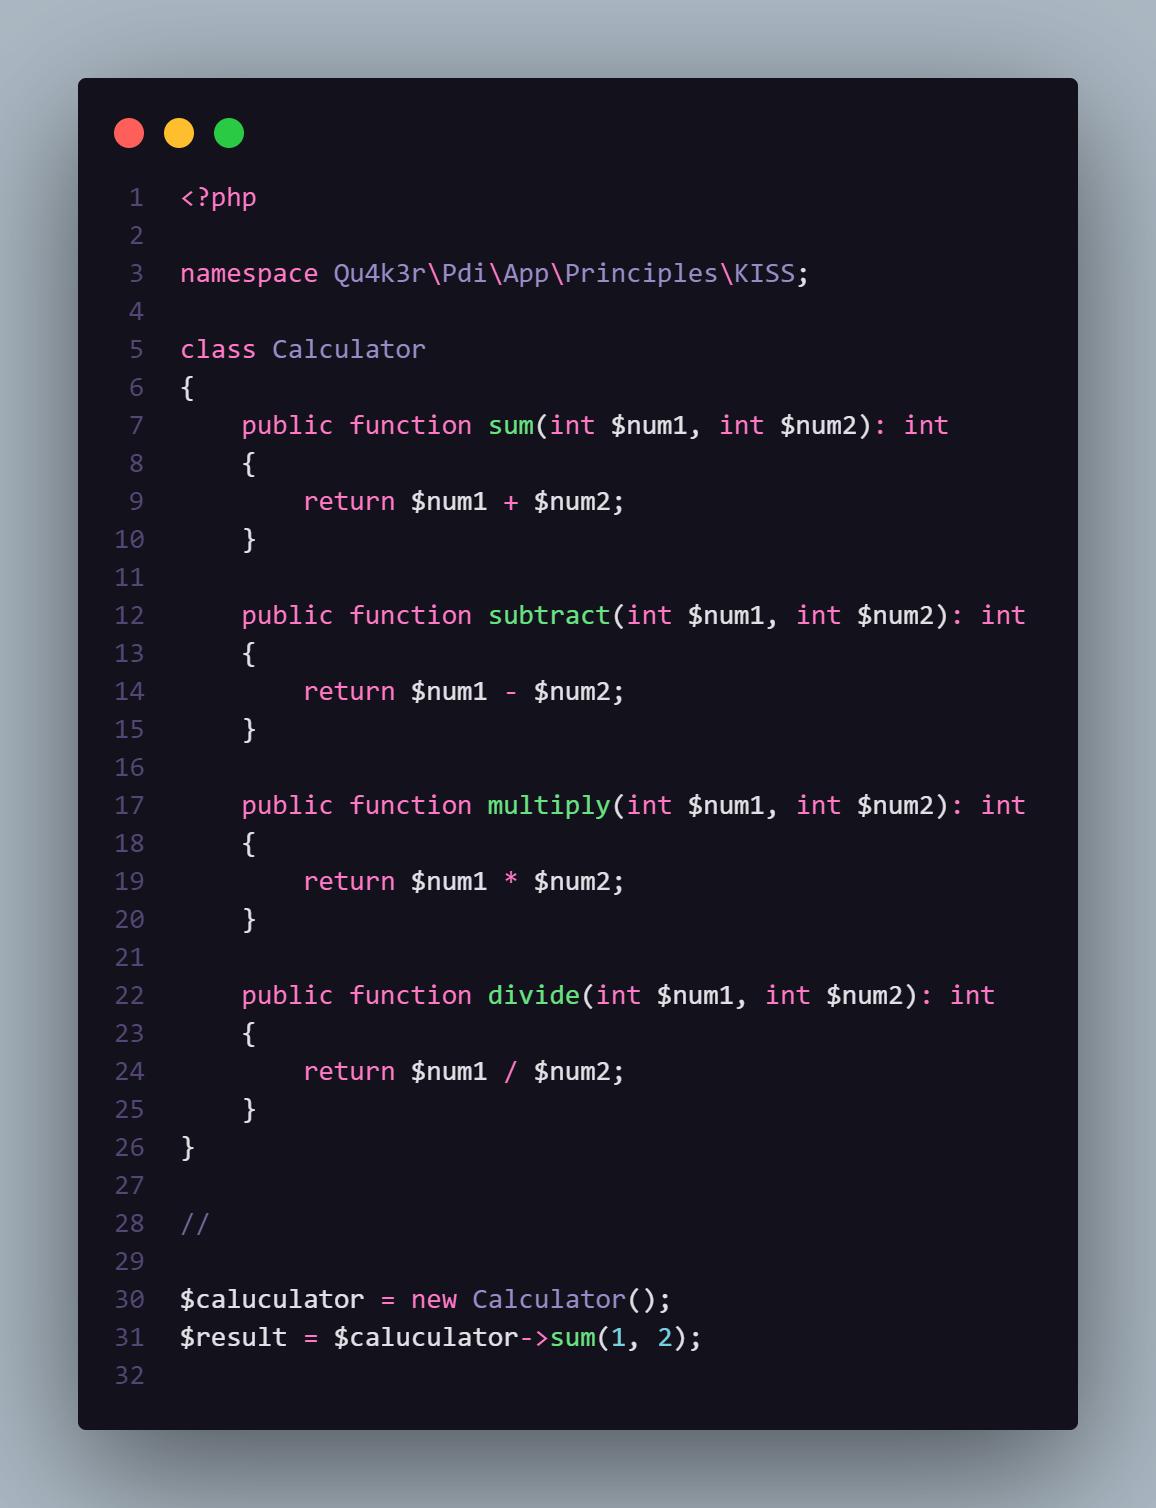 1 <?php
2
3 namespace Qu4k3r\Pdi\App\Principles\KISS;
4
5 class Calculator
6 {
7     public function sum(int $num1, int $num2): int
8     {
9         return $num1 + $num2;
10     }
11
12     public function subtract(int $num1, int $num2): int
13     {
14         return $num1 - $num2;
15     }
16
17     public function multiply(int $num1, int $num2): int
18     {
19         return $num1 * $num2;
20     }
21
22     public function divide(int $num1, int $num2): int
23     {
24         return $num1 / $num2;
25     }
26 }
27
28 //
29
30 $caluculator = new Calculator();
31 $result = $caluculator->sum(1, 2);
32